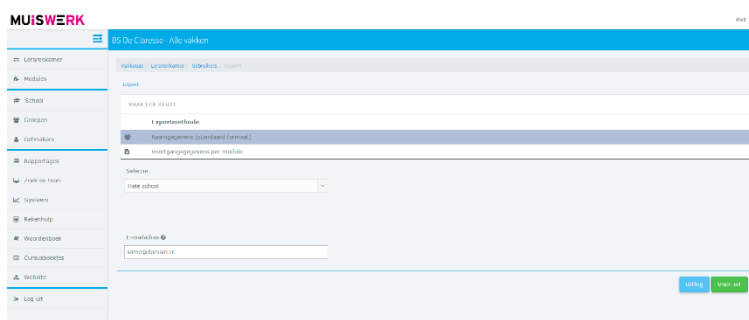 MUiSWERK
BS De Claresse - Alle vakken
Lerarenkamer
Modules
School
Groepen
Gebruikers
Rapportages
Zoek en toon
Systeem
Rekenhulp
Woordenboek
Cursusboekjes
Website
Log uit
Vakkeuze / Lerarenkamer / Gebruikers / Export
Export
MAAK EEN KEUZE
Exportmethode
Naamgegevens (standaard formaat)
Voortgangsgegevens per module
Selectie
Hele school
E-mailadres
Uitleg
Voer uit